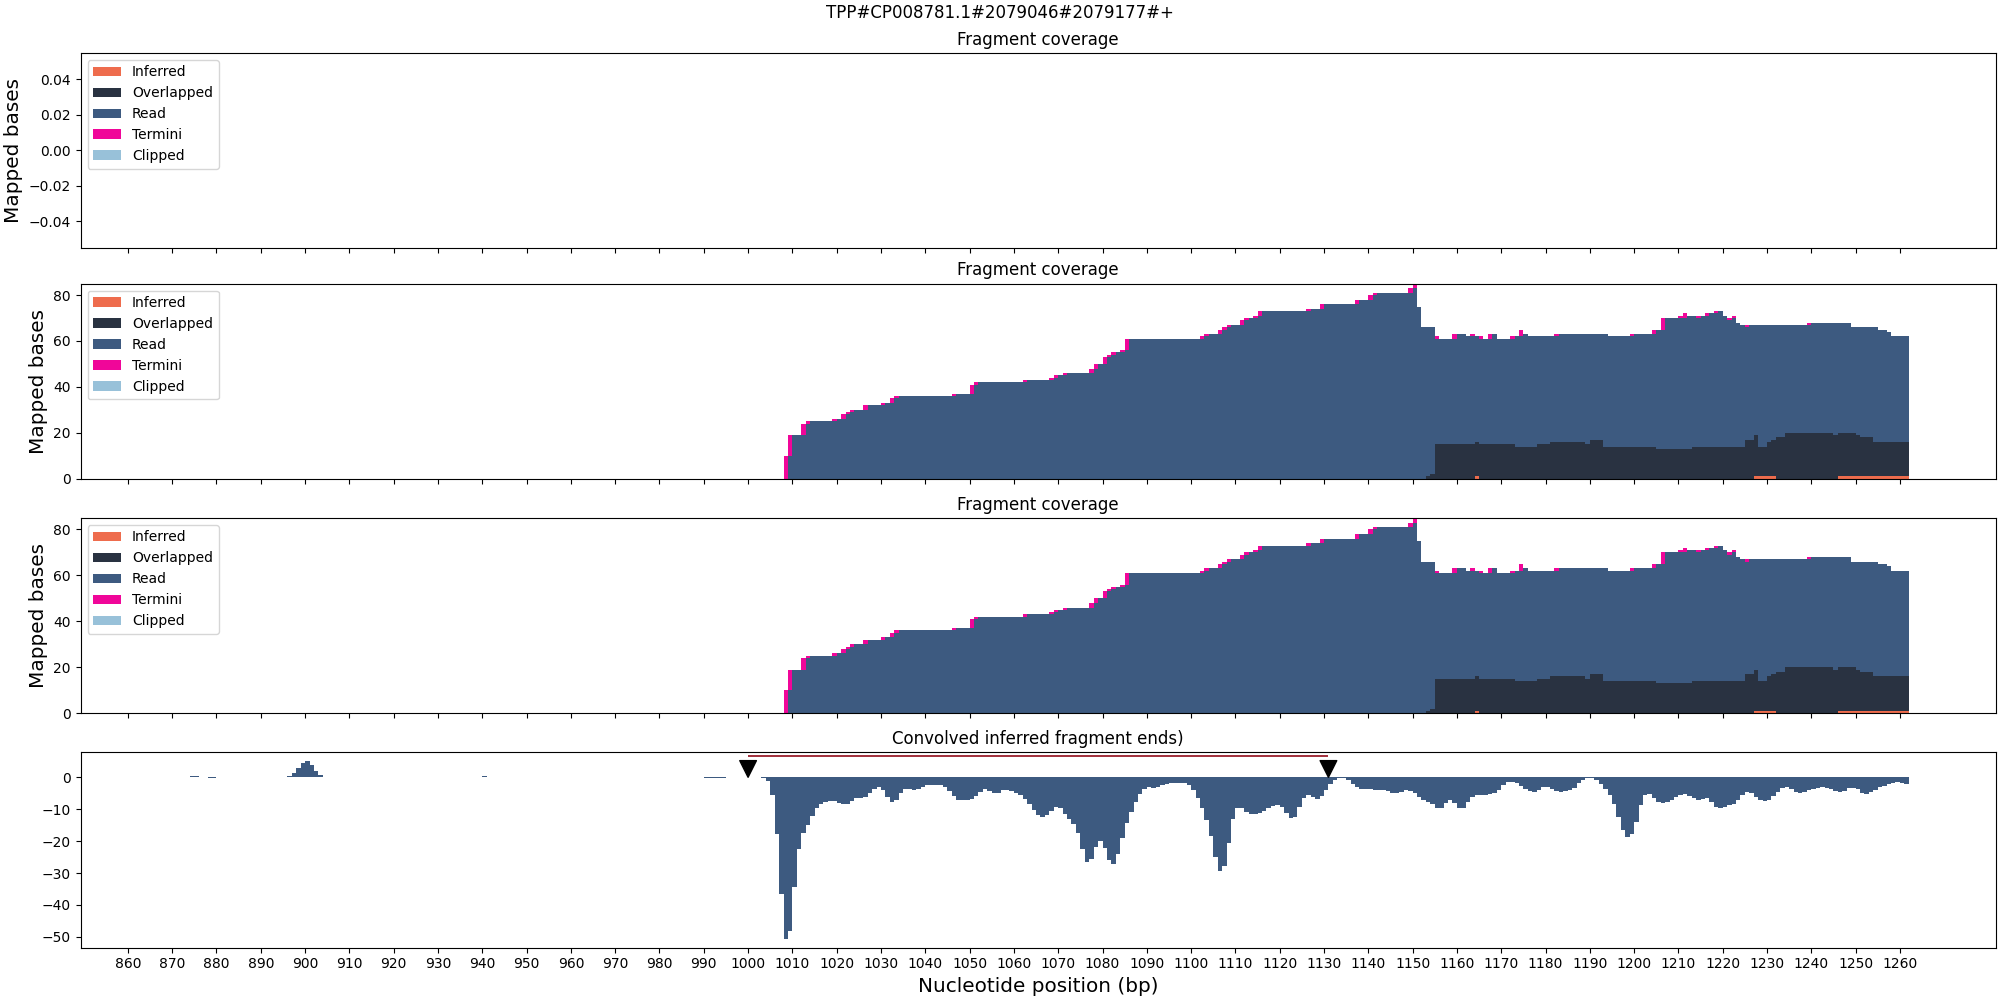 TPP#CP008781.1#2079046#2079177#+
Fragment coverage
Mapped bases
0.04
0.02
0.00
−0.02
−0.04
Inferred
Overlapped
Read
Termini
Clipped
Fragment coverage
Mapped bases
80
60
40
20
0
Inferred
Overlapped
Read
Termini
Clipped
Fragment coverage
Mapped bases
80
60
40
20
0
Inferred
Overlapped
Read
Termini
Clipped
Convolved inferred fragment ends)
0
−10
−20
−30
−40
−50
860 870 880 890 900 910 920 930 940 950 960 970 980 990 1000 1010 1020 1030 1040 1050 1060 1070 1080 1090 1100 1110 1120 1130 1140 1150 1160 1170 1180 1190 1200 1210 1220 1230 1240 1250 1260
Nucleotide position (bp)